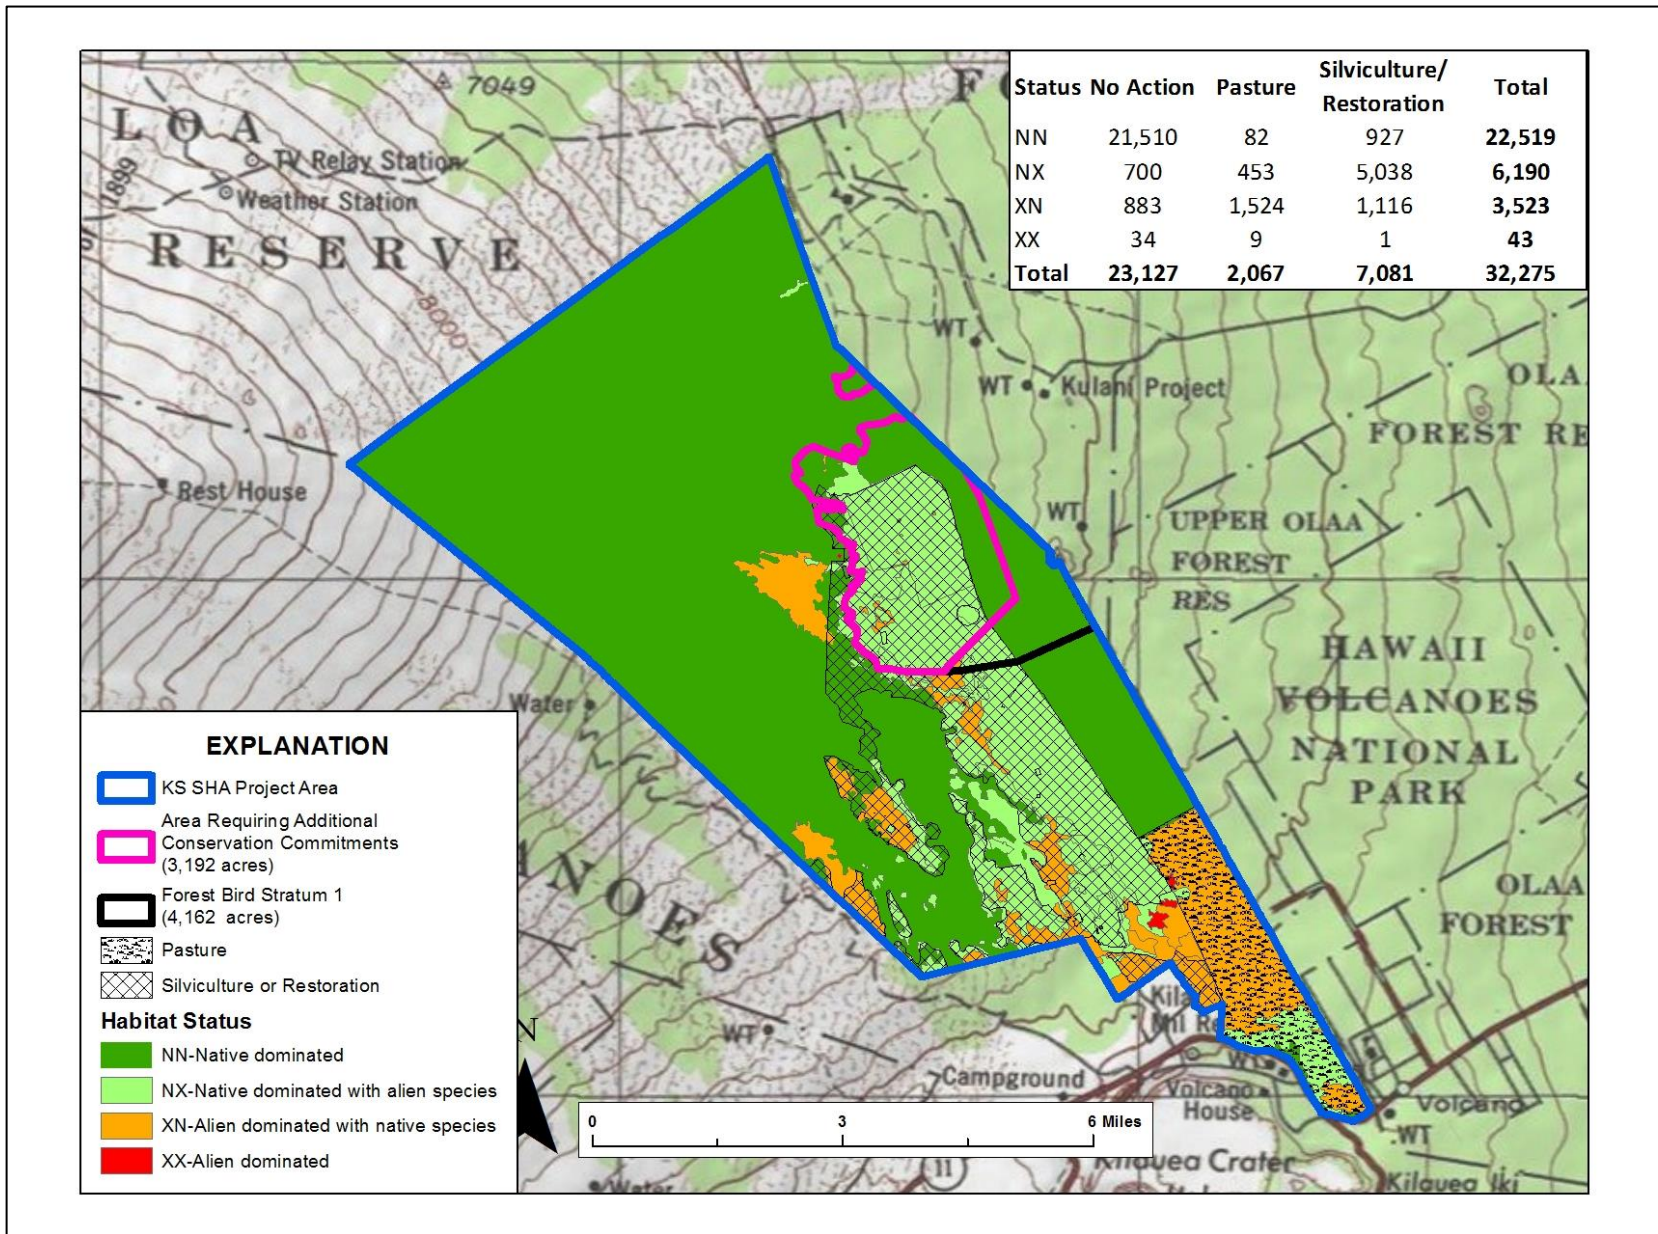 Status No Action Pasture Silviculture/ Restoration Total
NN 21,510 82 927 22,519
NX 700 453 5,038 6,190
XN 883 1,524 1,116 3,523
XX 34 9 1 43
Total 23,127 2,067 7,081 32,275
7049
LOA
TV Relay Station
1899
Weather Station
RESERVE
8000
WT
WT
Kulani Project
OLA
FOREST RE
Rest House
WT
UPPER OLAA
FOREST
RES
HAWAII
VOLCANOES
NATIONAL
PARK
Water
ANOES
OLAA
FOREST
WT
Campground
Volcano
House
Volcano
WT
11
Kilauea Crater
Kilauea Iki
Water
EXPLANATION
KS SHA Project Area
Area Requiring Additional
Conservation Commitments
(3,192 acres)
Forest Bird Stratum 1
(4,162 acres)
Pasture
Silviculture or Restoration
Habitat Status
NN-Native dominated
NX-Native dominated with alien species
XN-Alien dominated with native species
XX-Alien dominated
N
0 3 6 Miles